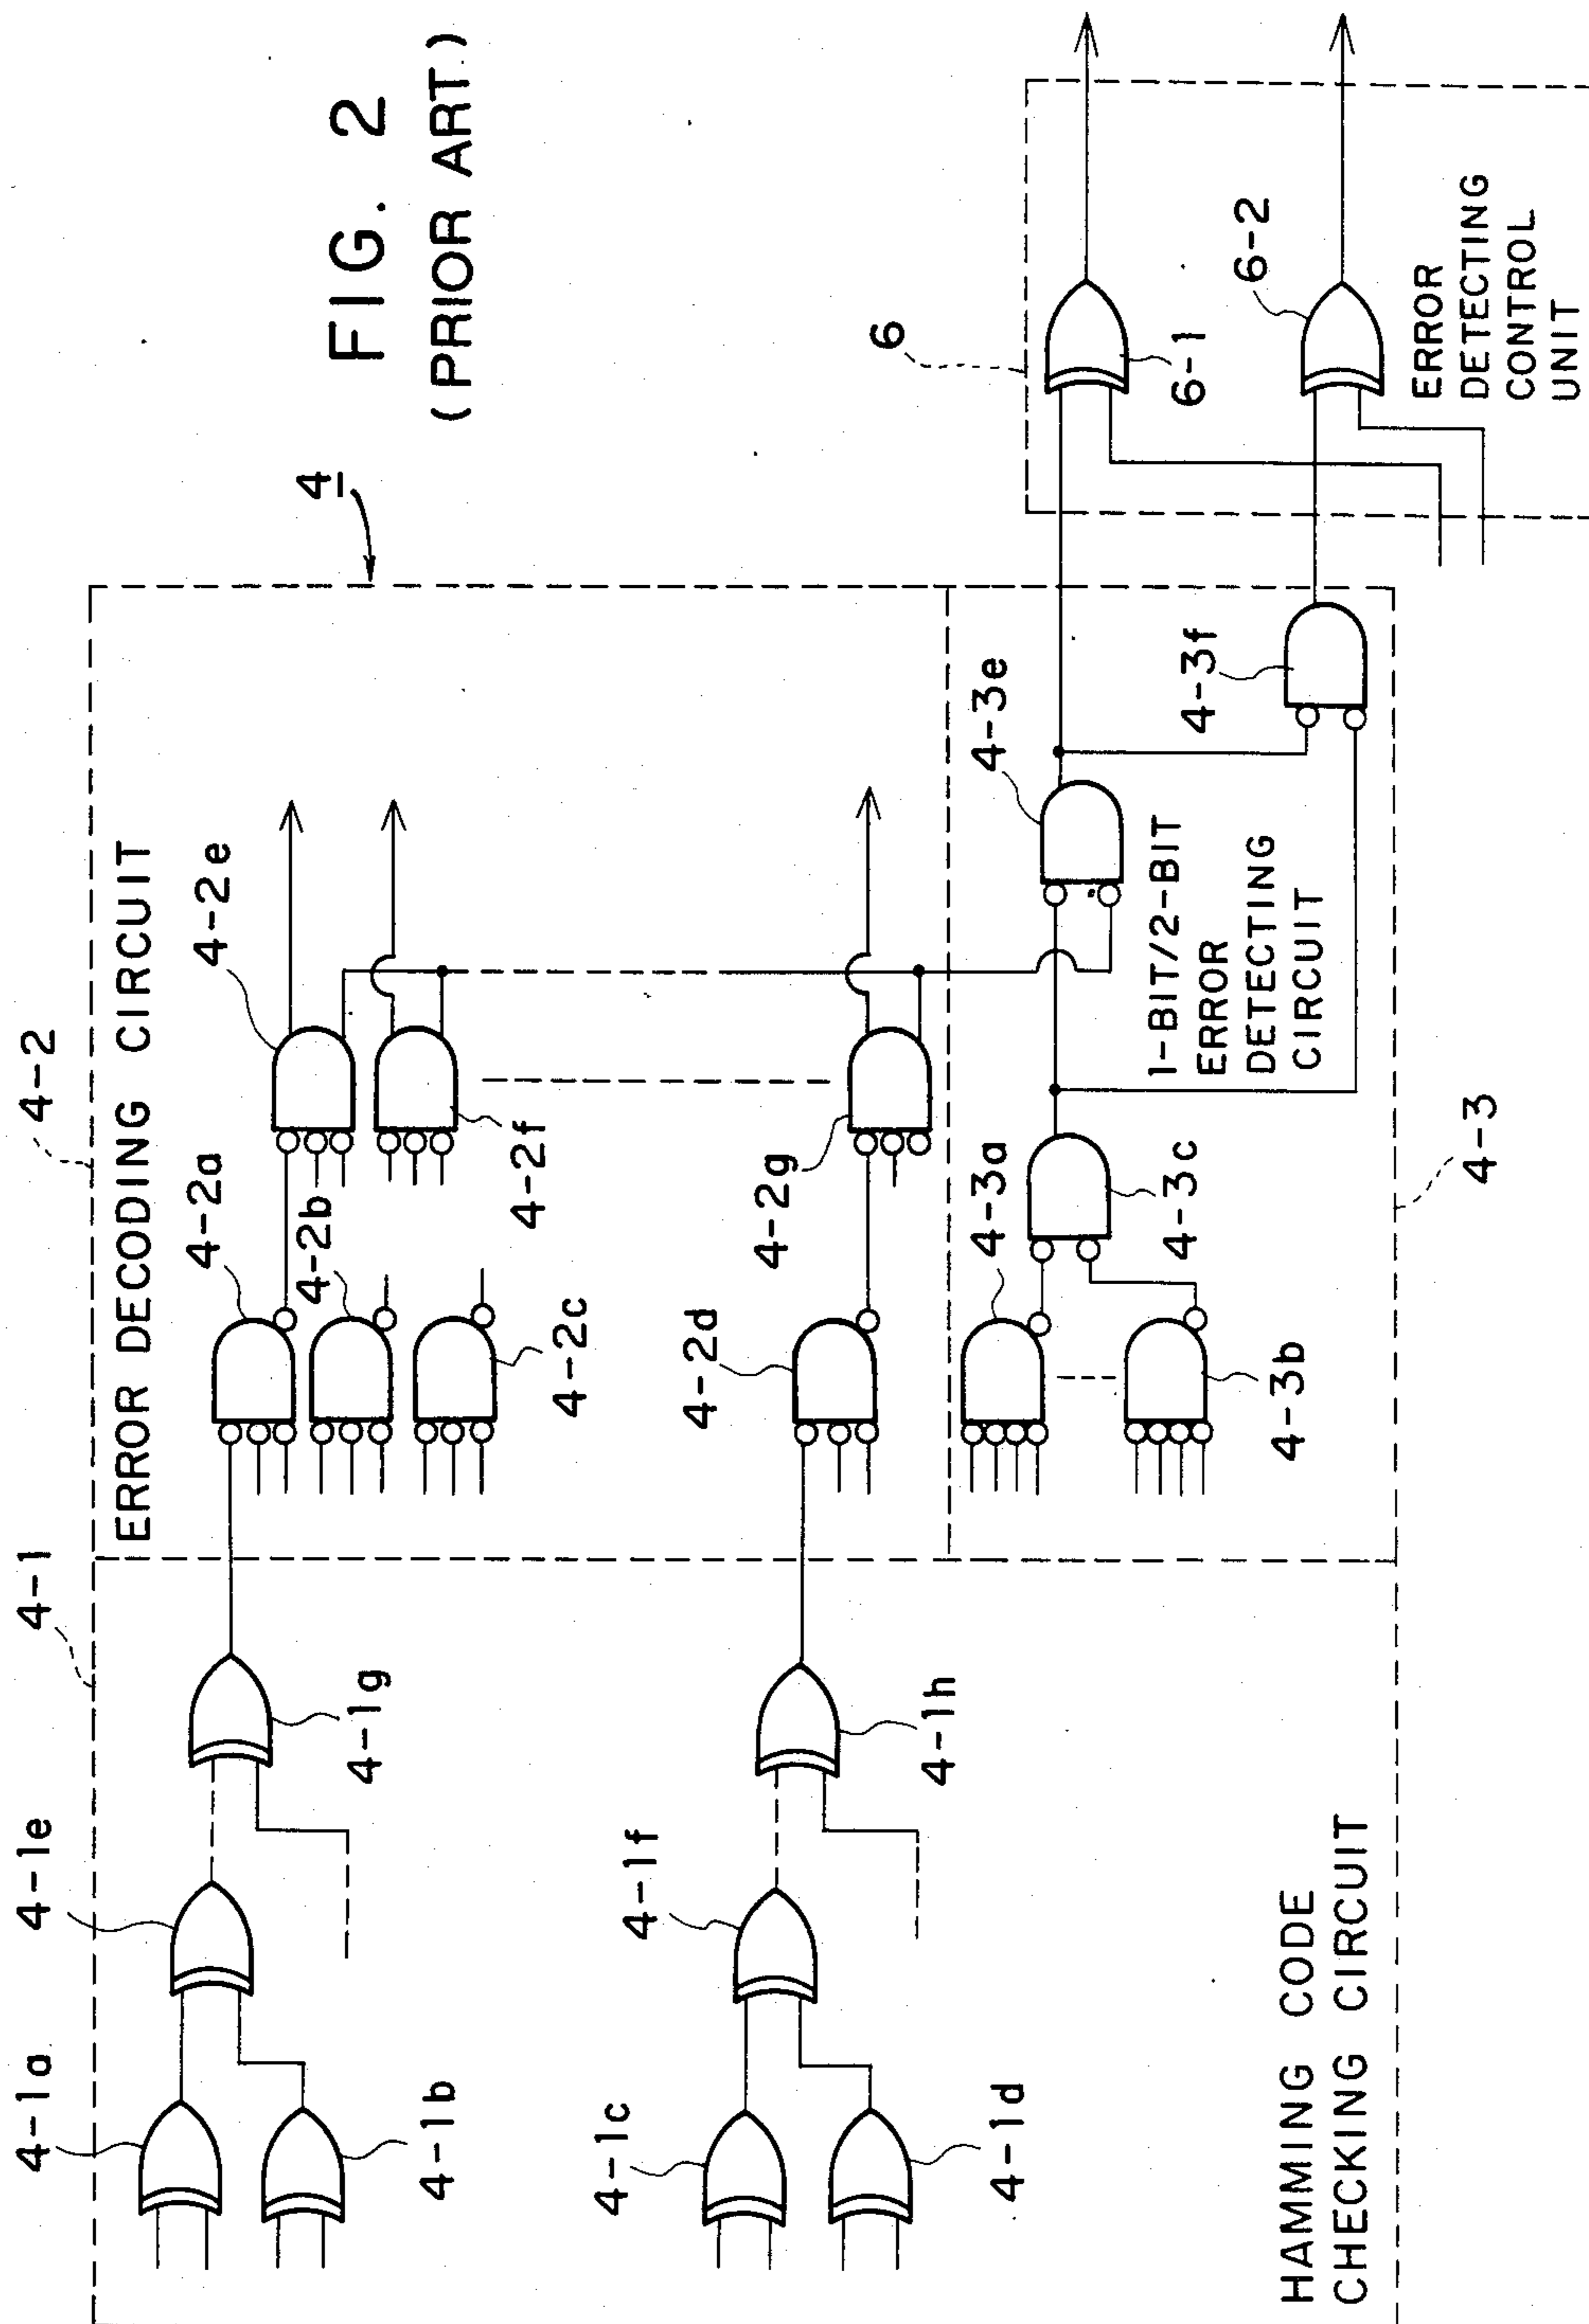 FIG. 2
(PRIOR ART)
4
4-1
4-2
ERROR DECODING CIRCUIT
4-1a
4-1b
4-1e
4-1g
4-1c
4-1d
4-1f
4-1h
HAMMING CODE
CHECKING CIRCUIT
4-2a
4-2b
4-2c
4-2d
4-2e
4-2f
4-2g
4-3a
4-3b
4-3c
4-3e
4-3f
1-BIT/2-BIT
ERROR
DETECTING
CIRCUIT
4-3
6
6-1
6-2
ERROR
DETECTING
CONTROL
UNIT